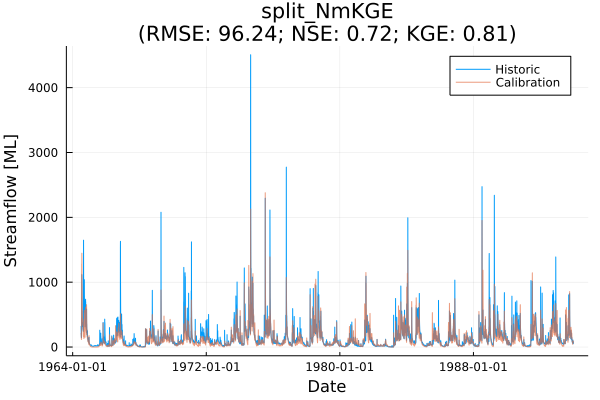 split_NmKGE
(RMSE: 96.24; NSE: 0.72; KGE: 0.81)
Historic
Calibration
Streamflow [ML]
4000
3000
2000
1000
0
1964-01-01
1972-01-01
1980-01-01
1988-01-01
Date